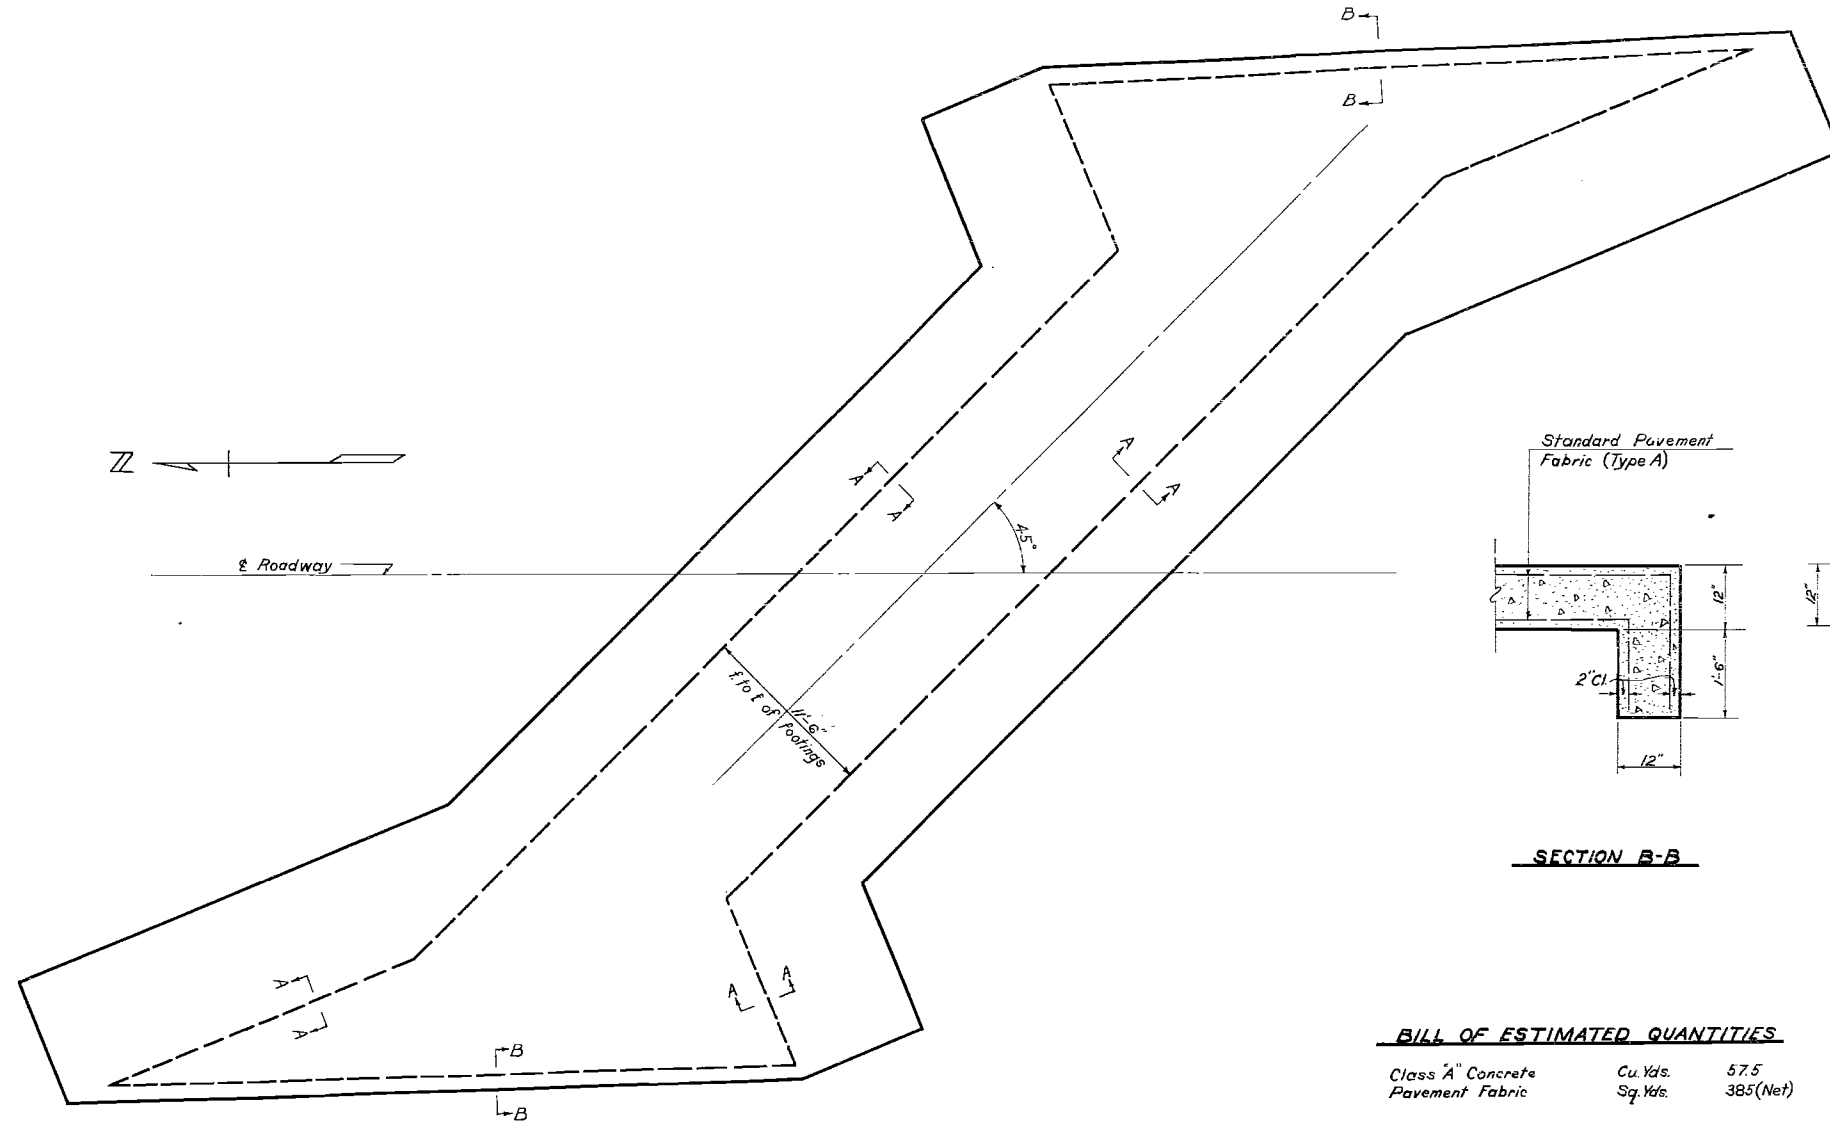 B
B
N
℄ Roadway
A
A
A
A
45°
f. to f. of footings
11'-6"
Standard Pavement
Fabric (Type A)
12"
12"
1'-6"
2"Cl.
12"
SECTION B-B
A
A
A
A
B
B
BILL OF ESTIMATED QUANTITIES
Class "A" Concrete Cu. Yds. 57.5
Pavement Fabric Sq. Yds. 385(Net)